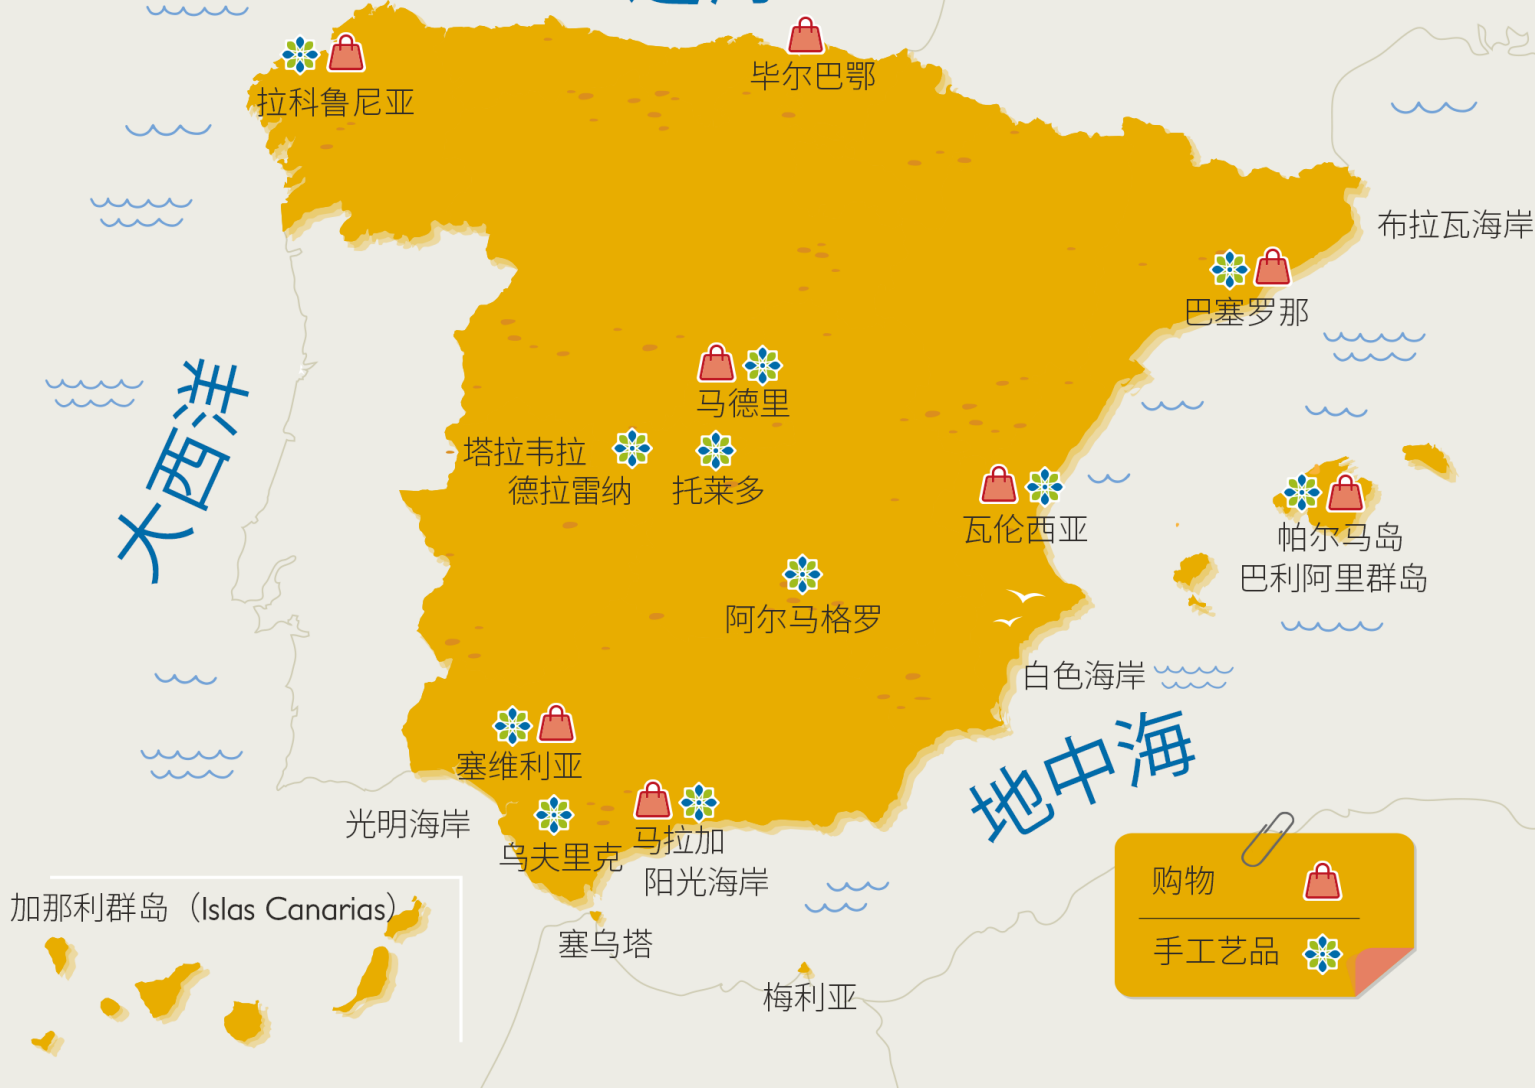 毕尔巴鄂
拉科鲁尼亚
布拉瓦海岸
巴塞罗那
大西洋
马德里
塔拉韦拉
德拉雷纳
托莱多
瓦伦西亚
帕尔马岛
巴利阿里群岛
阿尔马格罗
白色海岸
地中海
塞维利亚
光明海岸
乌夫里克
马拉加
阳光海岸
加那利群岛（Islas Canarias）
塞乌塔
梅利亚
购物
手工艺品